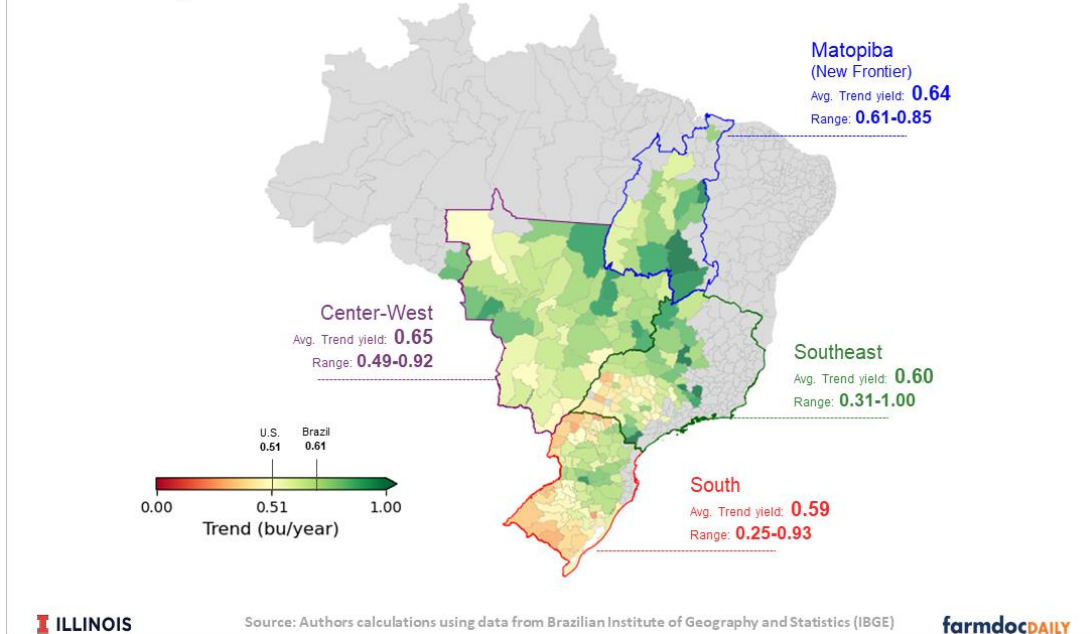 Matopiba
(New Frontier)
Avg. Trend yield: 0.64
Range: 0.61-0.85
Center-West
Avg. Trend yield: 0.65
Range: 0.49-0.92
Southeast
Avg. Trend yield: 0.60
Range: 0.31-1.00
U.S. Brazil
0.51 0.61
0.00 0.51 1.00
Trend (bu/year)
South
Avg. Trend yield: 0.59
Range: 0.25-0.93
I ILLINOIS
Source: Authors calculations using data from Brazilian Institute of Geography and Statistics (IBGE)
farmdocDAILY